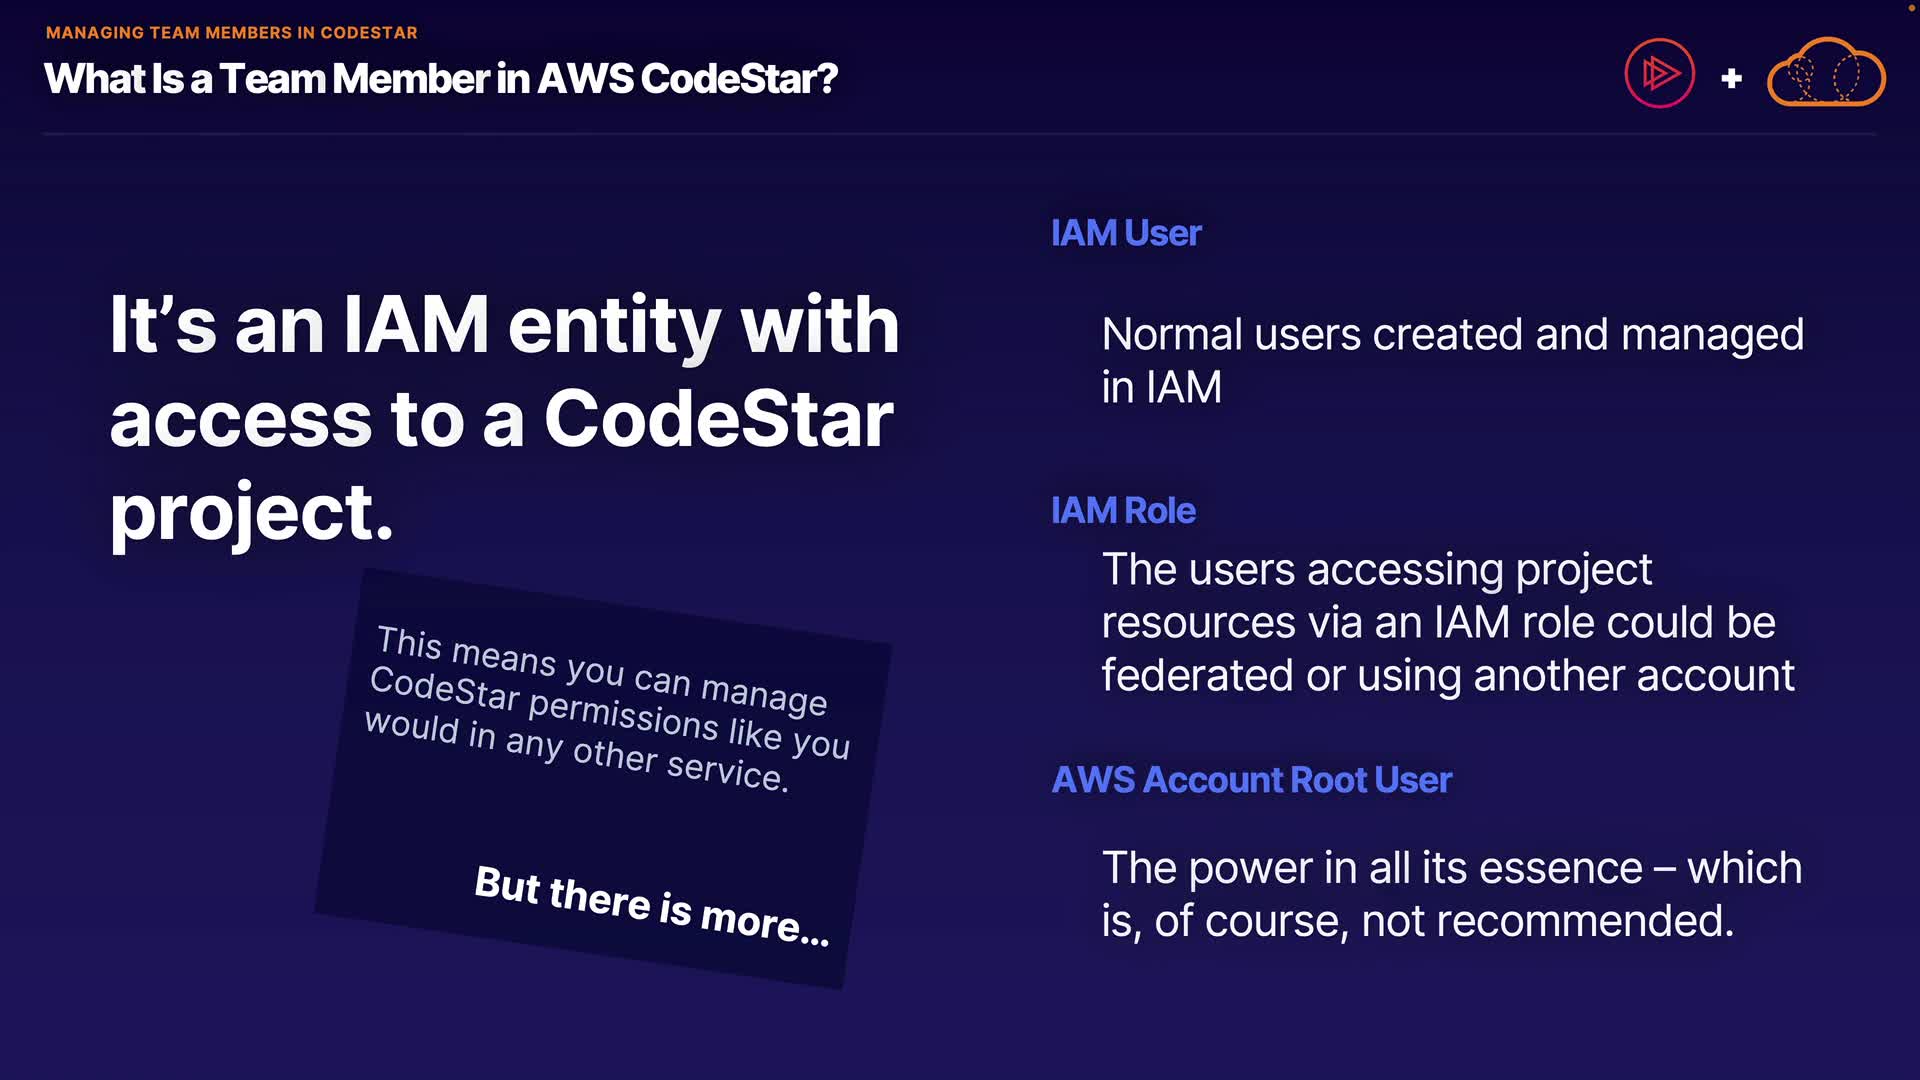 MANAGING TEAM MEMBERS IN CODESTAR
What Is a Team Member in AWS CodeStar?
+
It’s an IAM entity with
access to a CodeStar
project.
This means you can manage
CodeStar permissions like you
would in any other service.
But there is more...
IAM User
Normal users created and managed
in IAM
IAM Role
The users accessing project
resources via an IAM role could be
federated or using another account
AWS Account Root User
The power in all its essence – which
is, of course, not recommended.